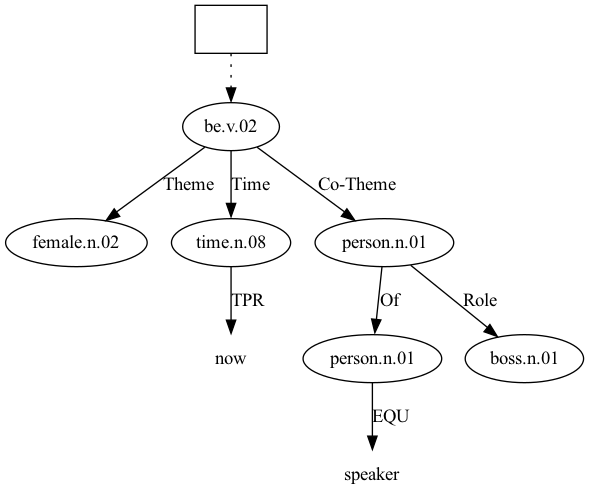 be.v.02
Theme Time Co-Theme
female.n.02 time.n.08 person.n.01
TPR Of Role
now person.n.01 boss.n.01
EQU
speaker